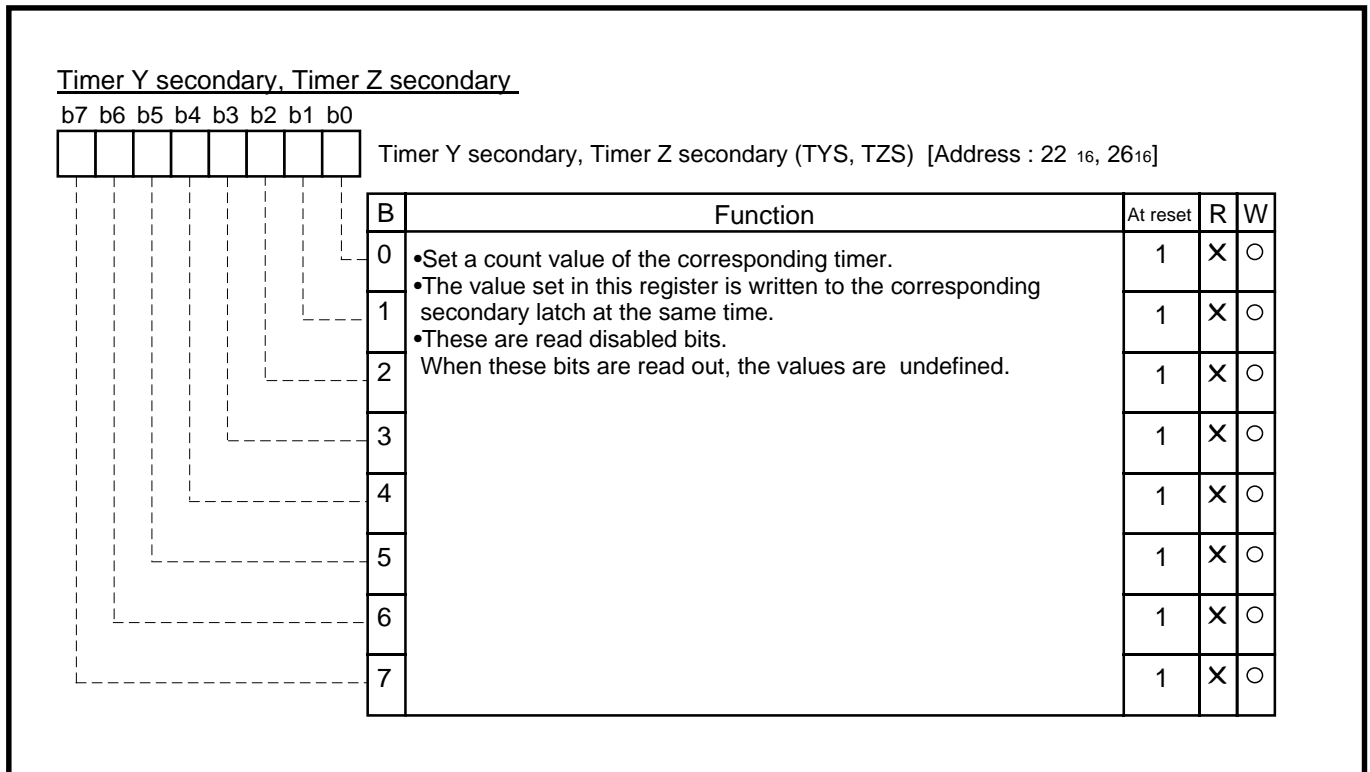 Timer Y secondary, Timer Z secondary
b7 b6 b5 b4 b3 b2 b1 b0
Timer Y secondary, Timer Z secondary (TYS, TZS) [Address : 22 16, 2616]
B Function At reset R W
0 •Set a count value of the corresponding timer. 1 X ○
•The value set in this register is written to the corresponding
1 secondary latch at the same time. 1 X ○
•These are read disabled bits.
2 When these bits are read out, the values are undefined. 1 X ○
3 1 X ○
4 1 X ○
5 1 X ○
6 1 X ○
7 1 X ○